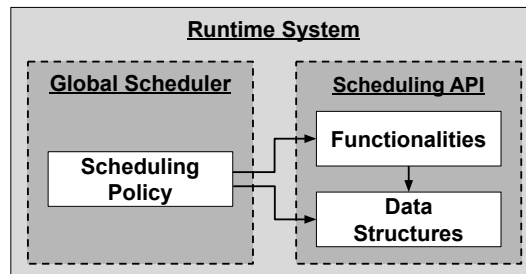 Runtime System
Global Scheduler
Scheduling
Policy
Scheduling API
Functionalities
Data
Structures